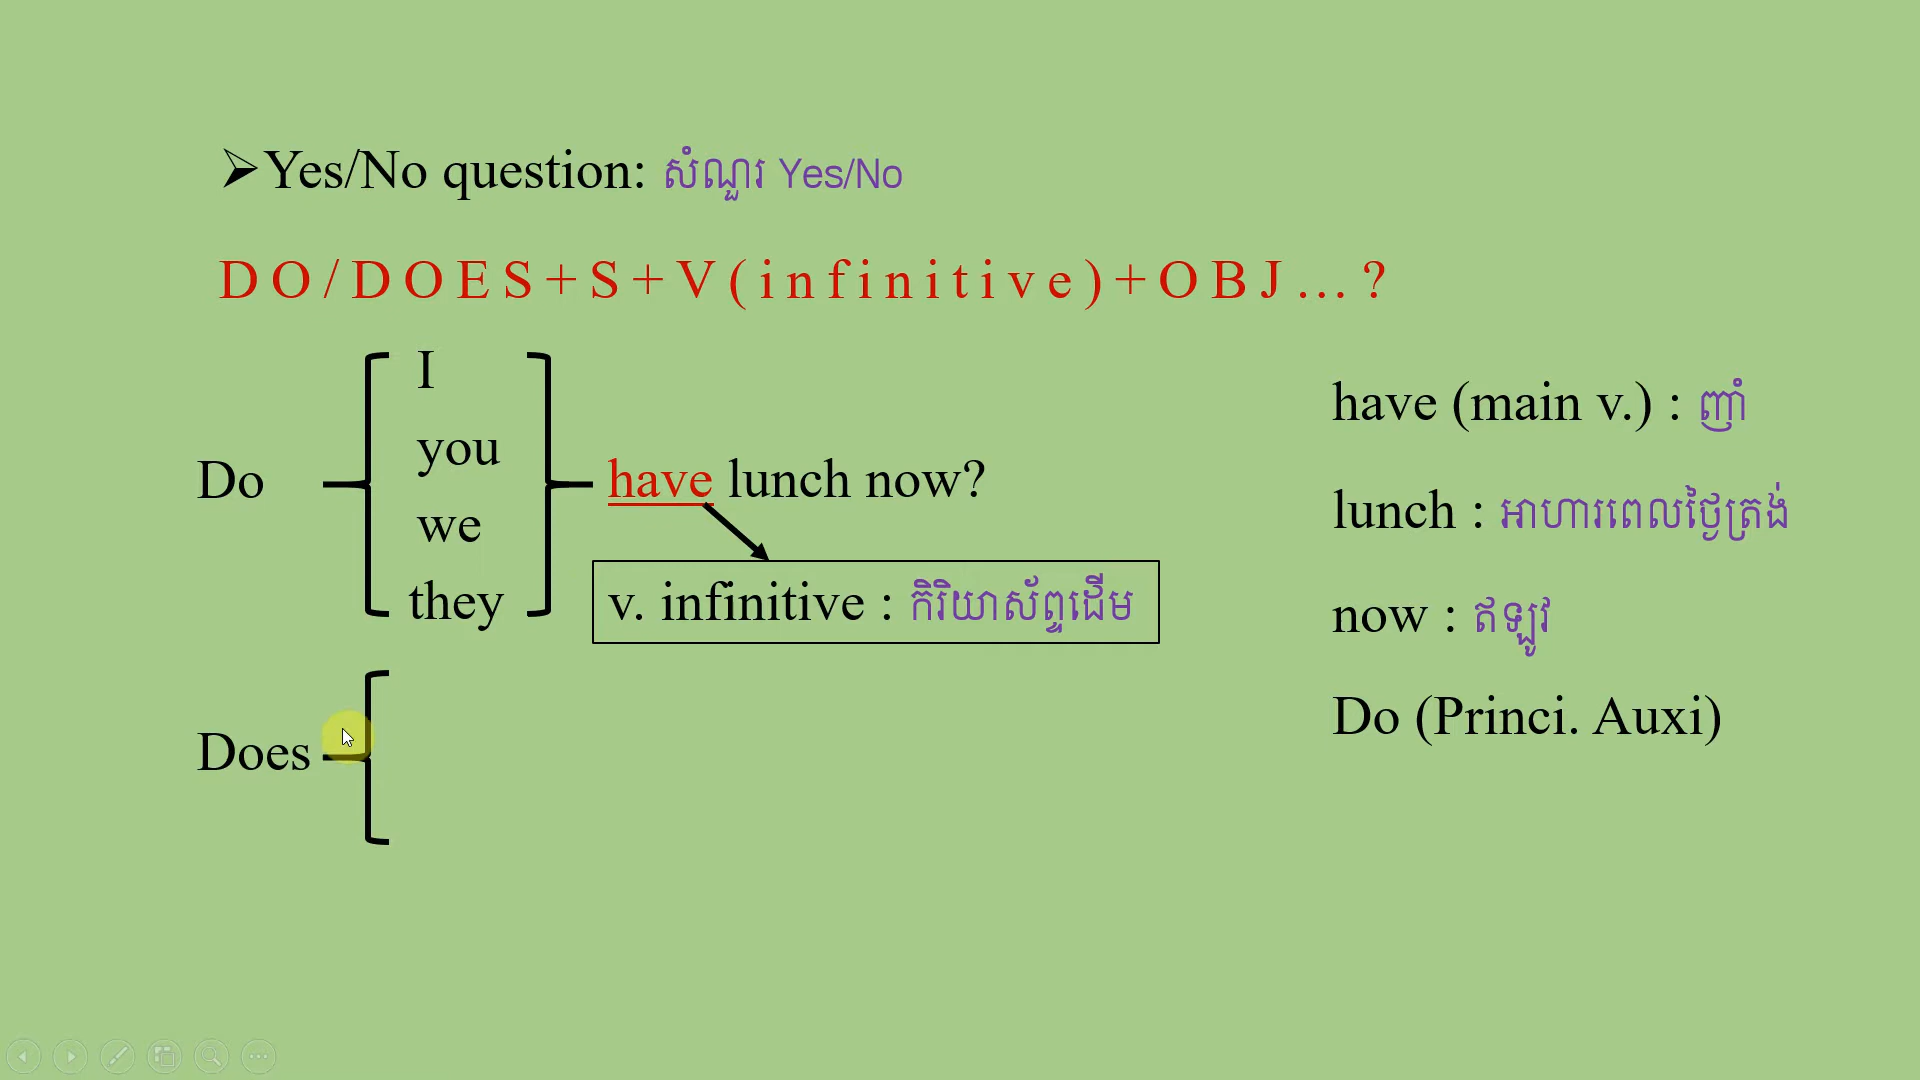 ➢Yes/No question: សំណួរ Yes/No
DO/DOES+S+V(infinitive)+OBJ...?
I
you
Do
we
they
have lunch now?
v. infinitive : កិរិយាស័ព្ទដើម
Does
have (main v.) : ញាំ
lunch : អាហារពេលថ្ងៃត្រង់
now : ឥឡូវ
Do (Princi. Auxi)